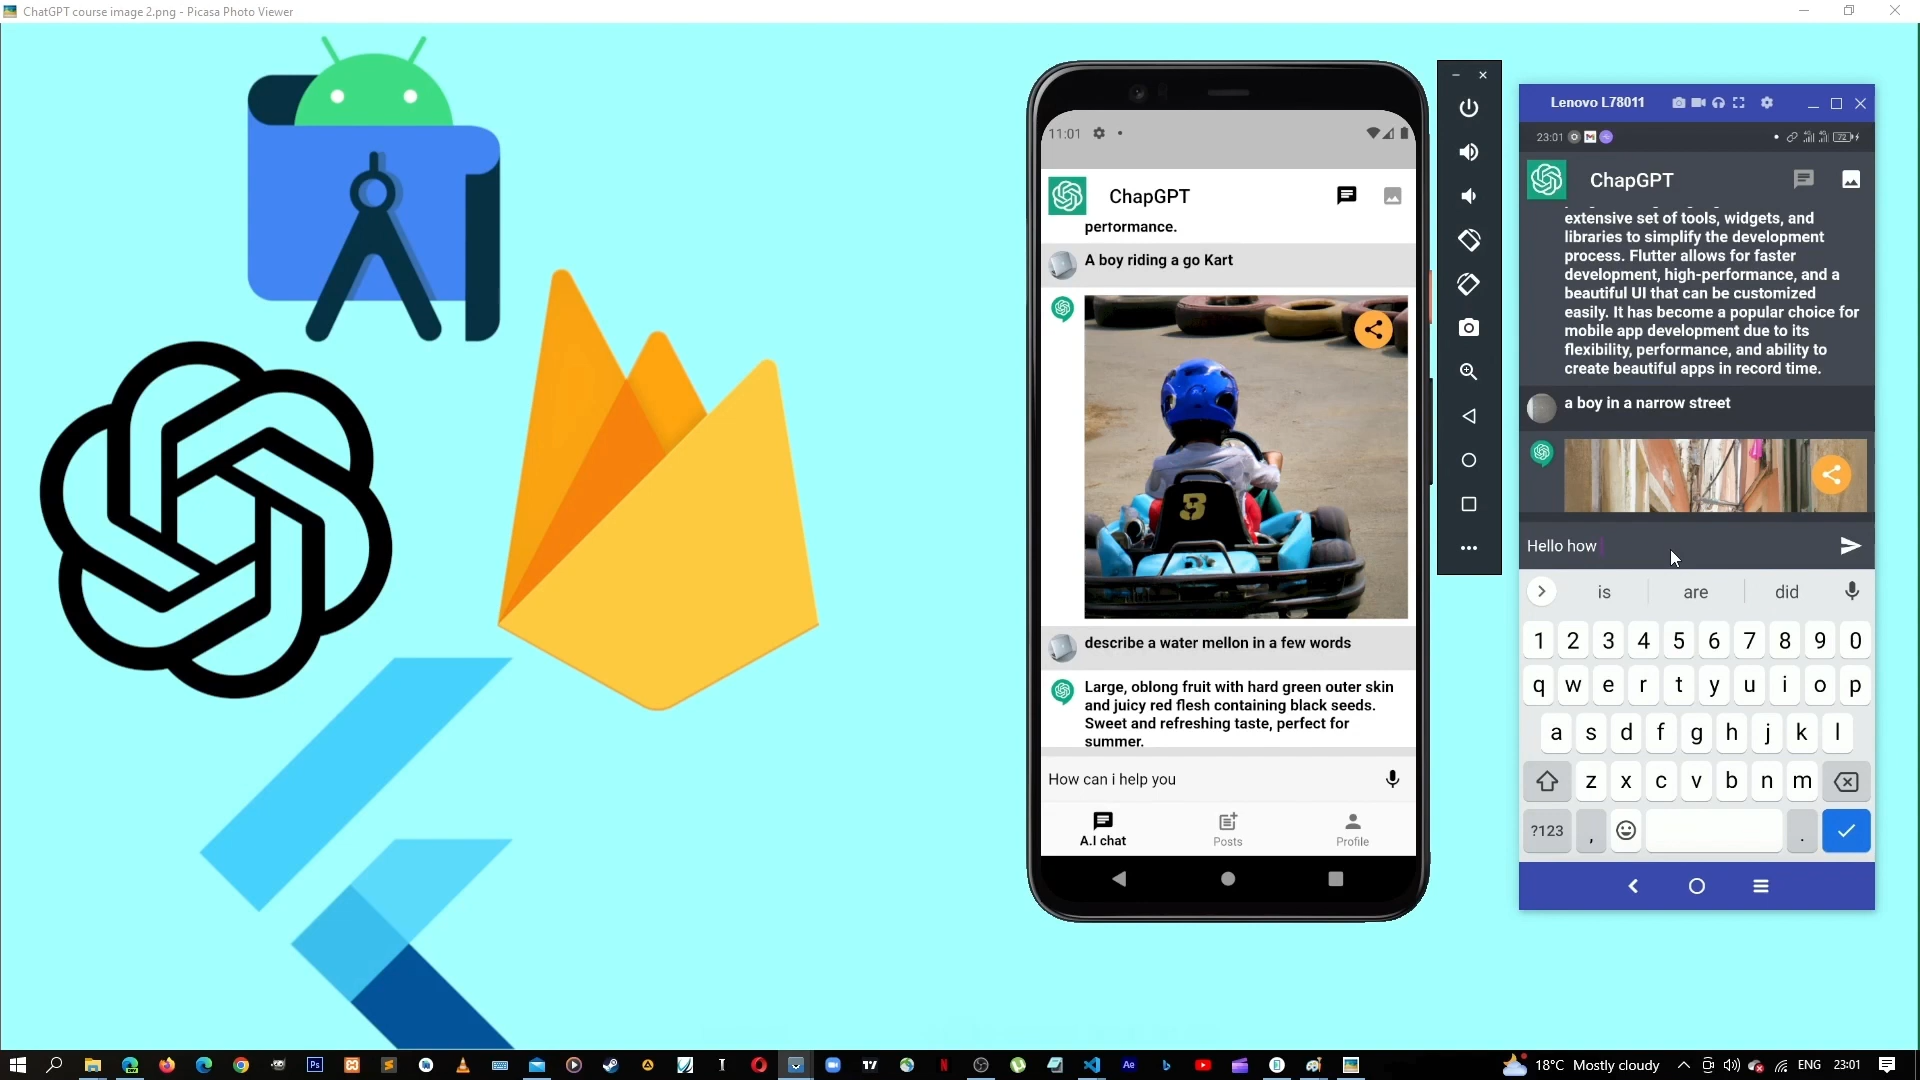 ChatGPT course image 2.png - Picasa Photo Viewer
11:01
ChapGPT
performance.
A boy riding a go Kart
3
describe a water mellon in a few words
Large, oblong fruit with hard green outer skin
and juicy red flesh containing black seeds.
Sweet and refreshing taste, perfect for
summer.
How can i help you
A.I chat
Posts
Profile
Lenovo L78011
23:01
72
ChapGPT
extensive set of tools, widgets, and
libraries to simplify the development
process. Flutter allows for faster
development, high-performance, and a
beautiful UI that can be customized
easily. It has become a popular choice for
mobile app development due to its
flexibility, performance, and ability to
create beautiful apps in record time.
a boy in a narrow street
Hello how
is are did
1 2 3 4 5 6 7 8 9 0
q w e r t y u i o p
a s d f g h j k l
z x c v b n m
?123 , .
18°C Mostly cloudy ENG 23:01